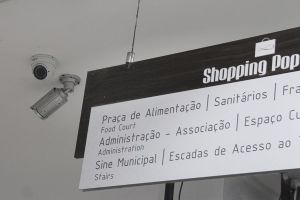 Shopping Pop
Praça de Alimentação | Sanitários | Fra
Food Court
Administração - Associação | Espaço Cu
Administration
Sine Municipal | Escadas de Acesso ao
Stairs